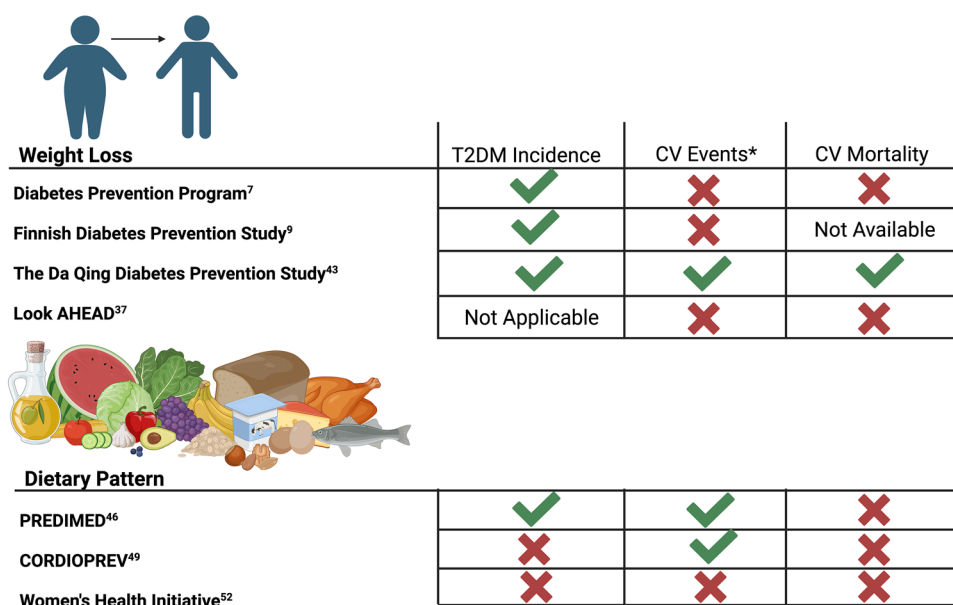 Weight Loss T2DM Incidence CV Events* CV Mortality
Diabetes Prevention Program7
Finnish Diabetes Prevention Study9 Not Available
The Da Qing Diabetes Prevention Study43
Look AHEAD37 Not Applicable
Dietary Pattern
PREDIMED46
CORDIOPREV49
Women's Health Initiative52